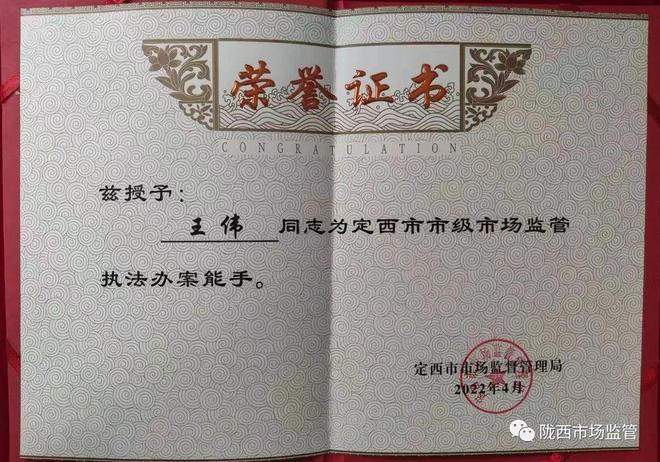 荣誉证书
CONGRATULATION
兹授予：
王伟 同志为定西市市级市场监管
执法办案能手。
定西市市场监督管理局
2022年4月
陇西市场监管